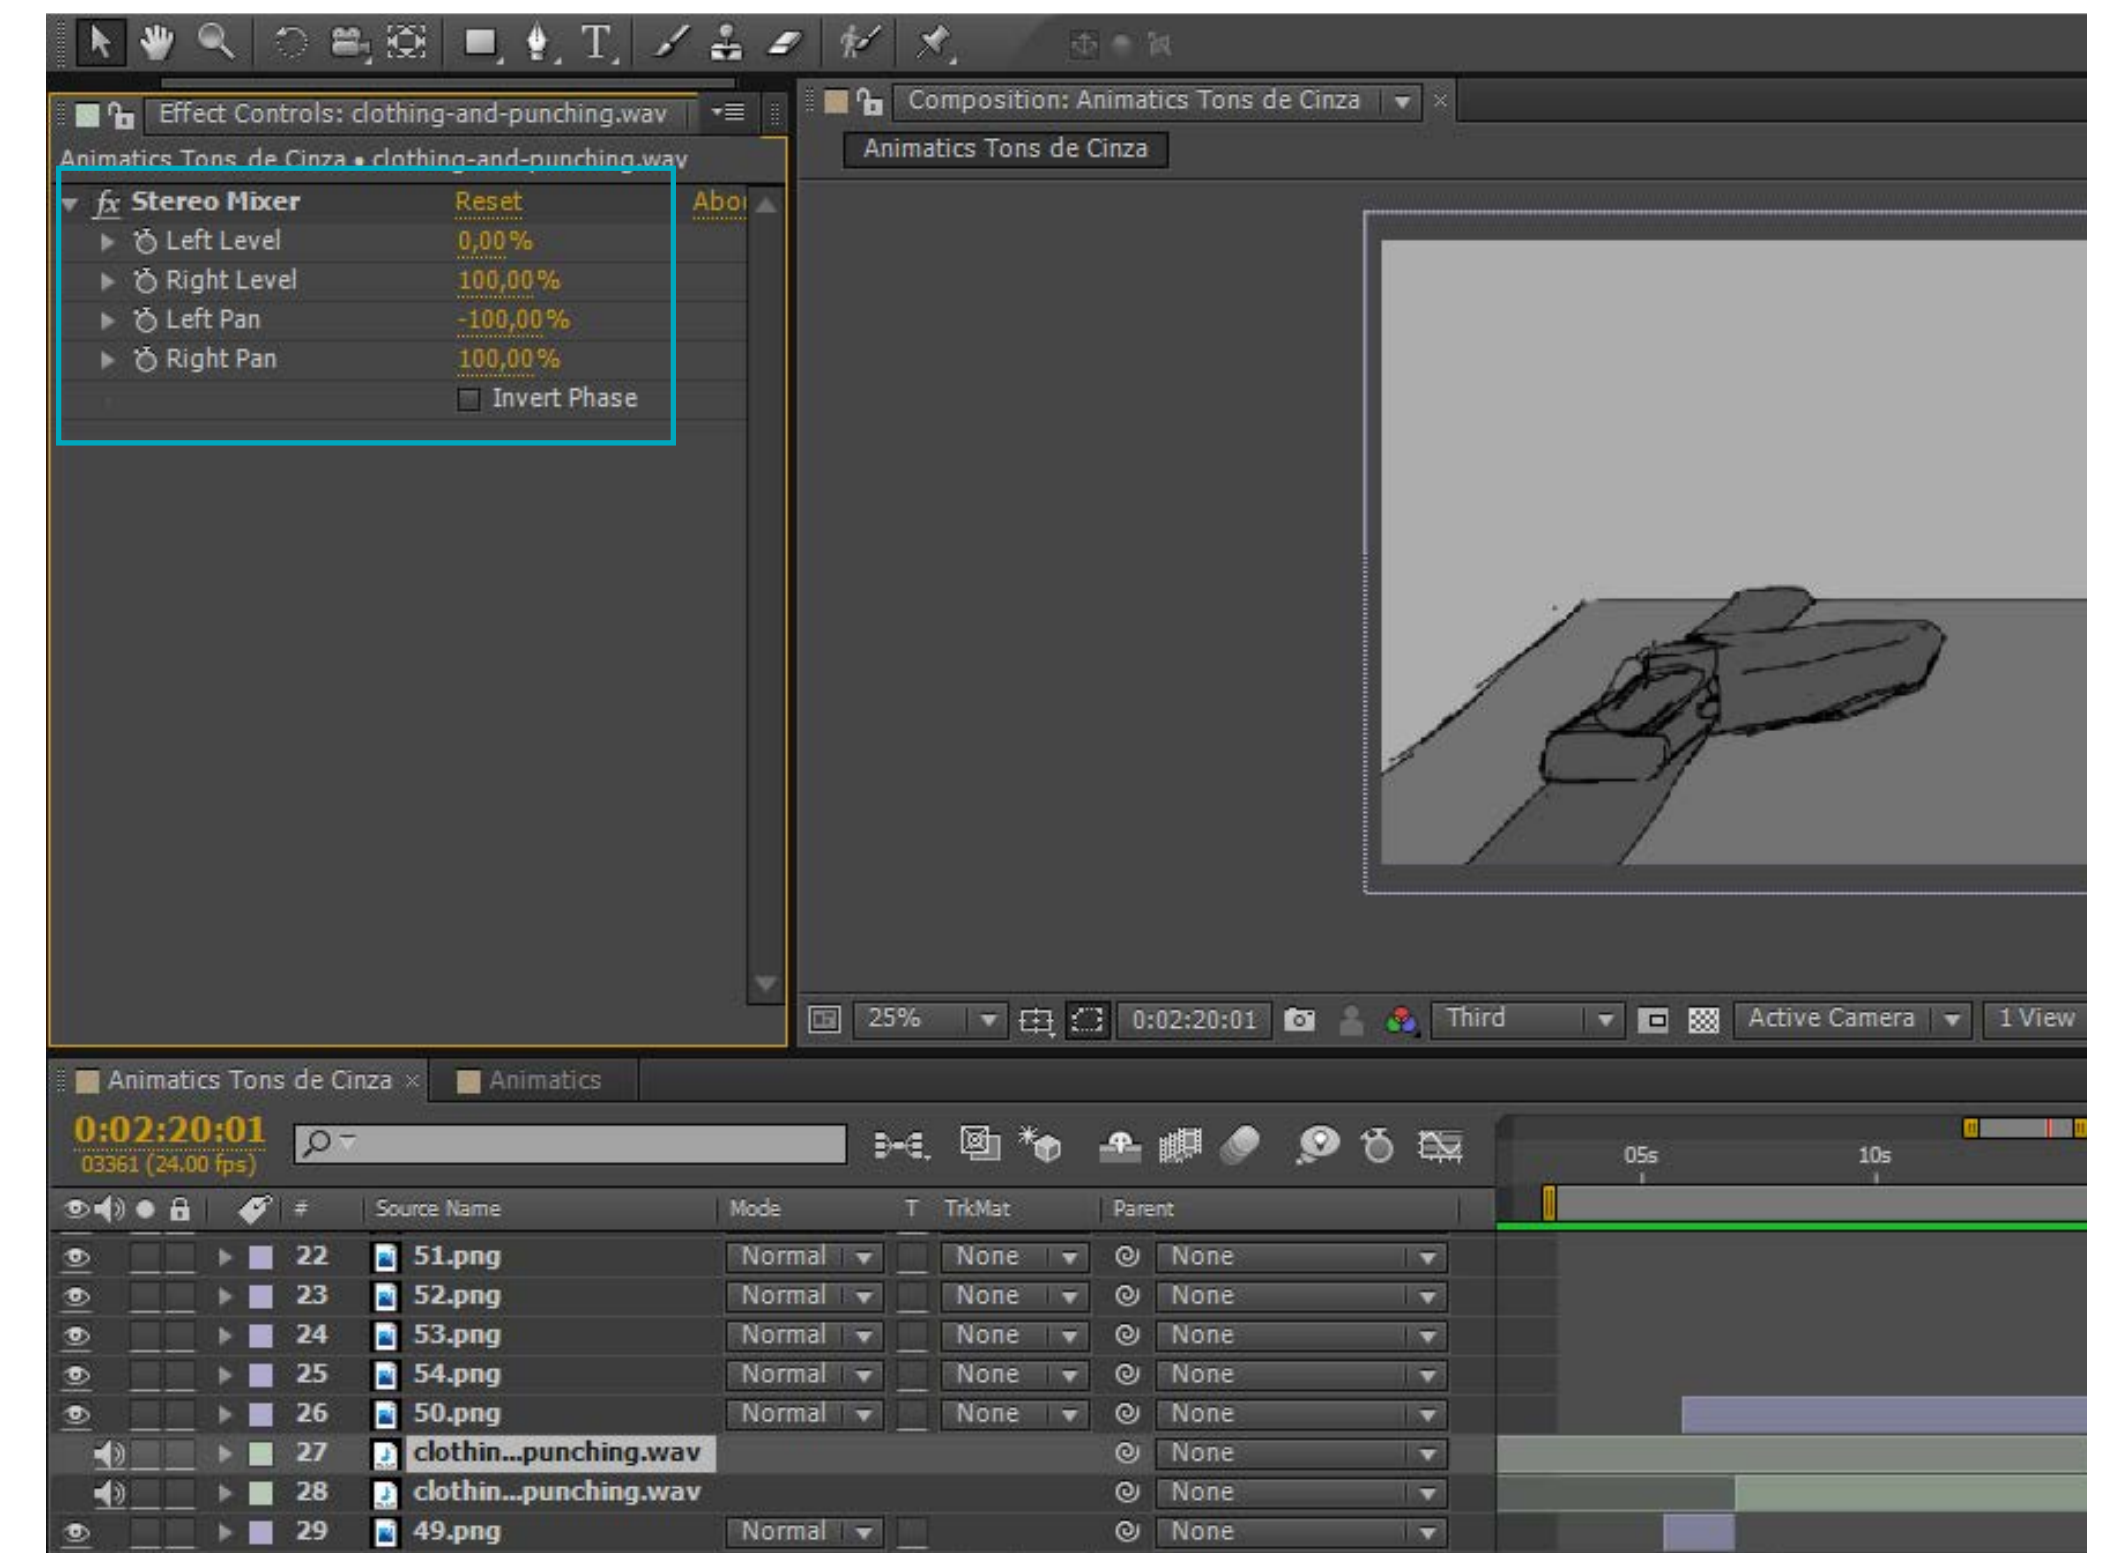 T
Effect Controls: clothing-and-punching.wav
Composition: Animatics Tons de Cinza
Animatics Tons de Cinza • clothing-and-punching.wav
Animatics Tons de Cinza
fx Stereo Mixer Reset
Left Level 0,00%
Right Level 100,00%
Left Pan -100,00%
Right Pan 100,00%
Invert Phase
25% 0:02:20:01 Third Active Camera 1 View
Animatics Tons de Cinza × Animatics
0:02:20:01
03361 (24.00 fps)
05s 10s
# Source Name Mode T TrkMat Parent
22 51.png Normal None None
23 52.png Normal None None
24 53.png Normal None None
25 54.png Normal None None
26 50.png Normal None None
27 clothin...punching.wav None
28 clothin...punching.wav None
29 49.png Normal None